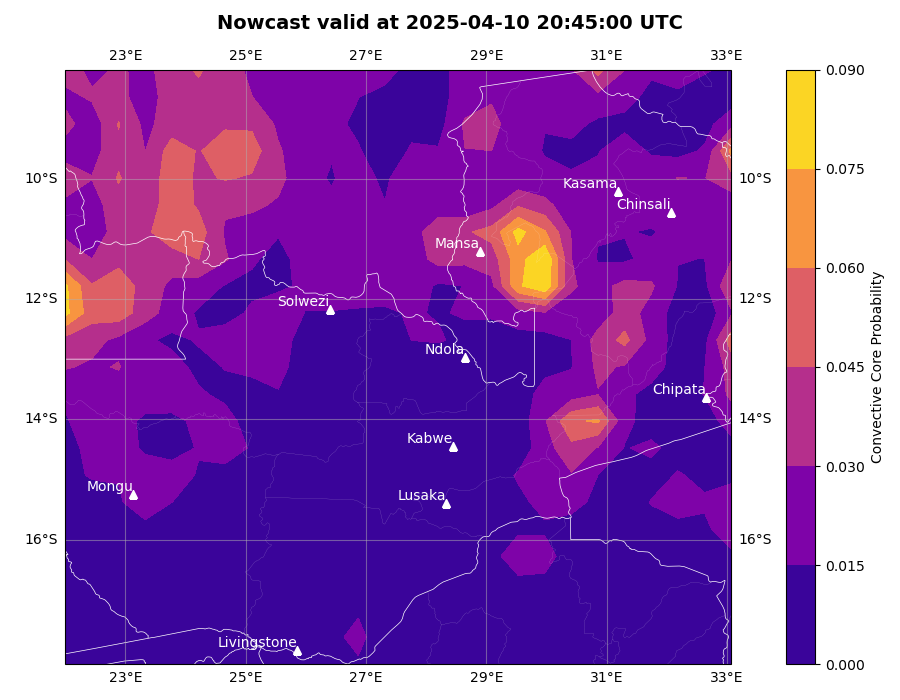 Nowcast valid at 2025-04-10 20:45:00 UTC
23°E 25°E 27°E 29°E 31°E 33°E
0.090
0.075
10°S Kasama 10°S
Chinsali
Mansa
0.060
12°S Solwezi 12°S
Ndola
0.045
Chipata
14°S 14°S
Kabwe
0.030
Mongu
Lusaka
16°S 16°S
0.015
Livingstone
0.000
23°E 25°E 27°E 29°E 31°E 33°E
Convective Core Probability